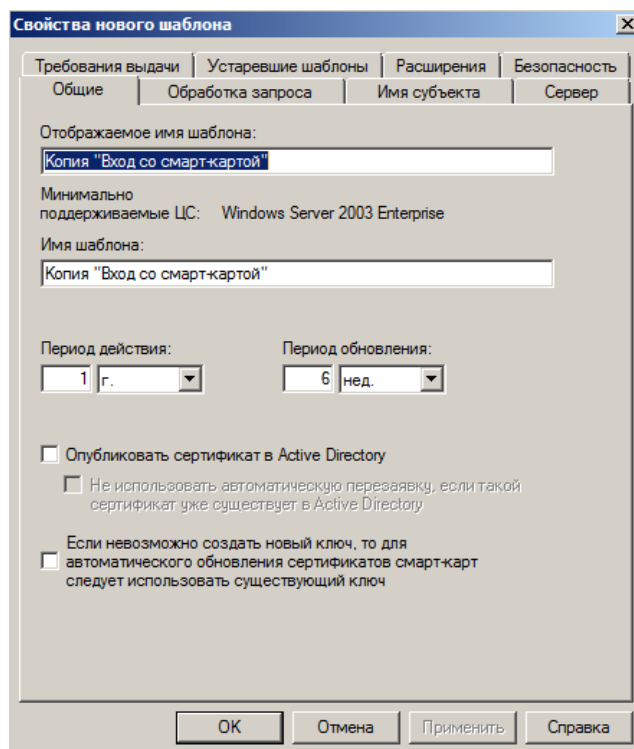 Свойства нового шаблона
Требования выдачи Устаревшие шаблоны Расширения Безопасность
Общие Обработка запроса Имя субъекта Сервер
Отображаемое имя шаблона:
Копия "Вход со смарт-картой"
Минимально
поддерживаемые ЦС: Windows Server 2003 Enterprise
Имя шаблона:
Копия "Вход со смарт-картой"
Период действия: Период обновления:
1 г. 6 нед.
Опубликовать сертификат в Active Directory
Не использовать автоматическую перезаявку, если такой
сертификат уже существует в Active Directory
Если невозможно создать новый ключ, то для
автоматического обновления сертификатов смарт-карт
следует использовать существующий ключ
OK Отмена Применить Справка